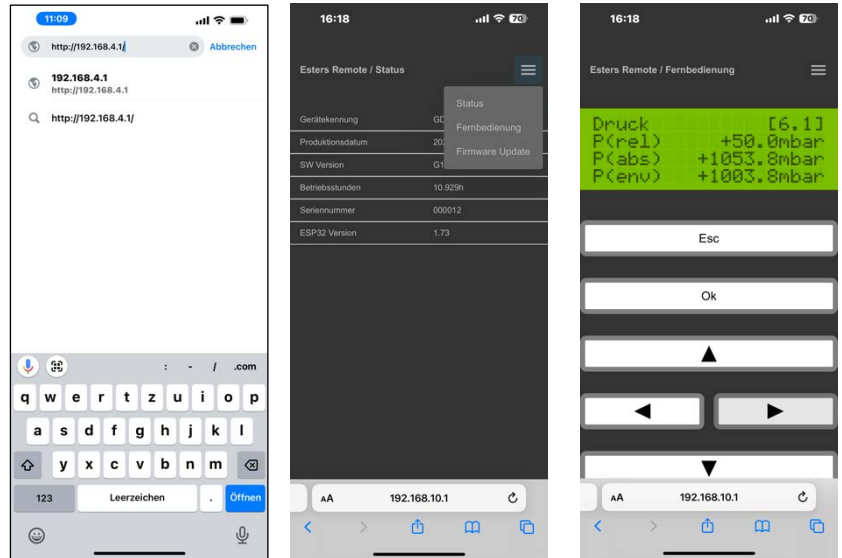 11:09
http://192.168.4.1/
Abbrechen
192.168.4.1
http://192.168.4.1
http://192.168.4.1/
: - / .com
q w e r t z u i o p
a s d f g h j k l
y x c v b n m
123 Leerzeichen . Öffnen
16:18 70
Esters Remote / Status
Status
Fernbedienung
Firmware Update
Gerätekennung
Produktionsdatum
SW Version
Betriebsstunden 10.929h
Seriennummer 000012
ESP32 Version 1.73
AA 192.168.10.1
16:18 70
Esters Remote / Fernbedienung
Druck [6.1]
P(rel) +50.0mbar
P(abs) +1053.8mbar
P(env) +1003.8mbar
Esc
Ok
AA 192.168.10.1